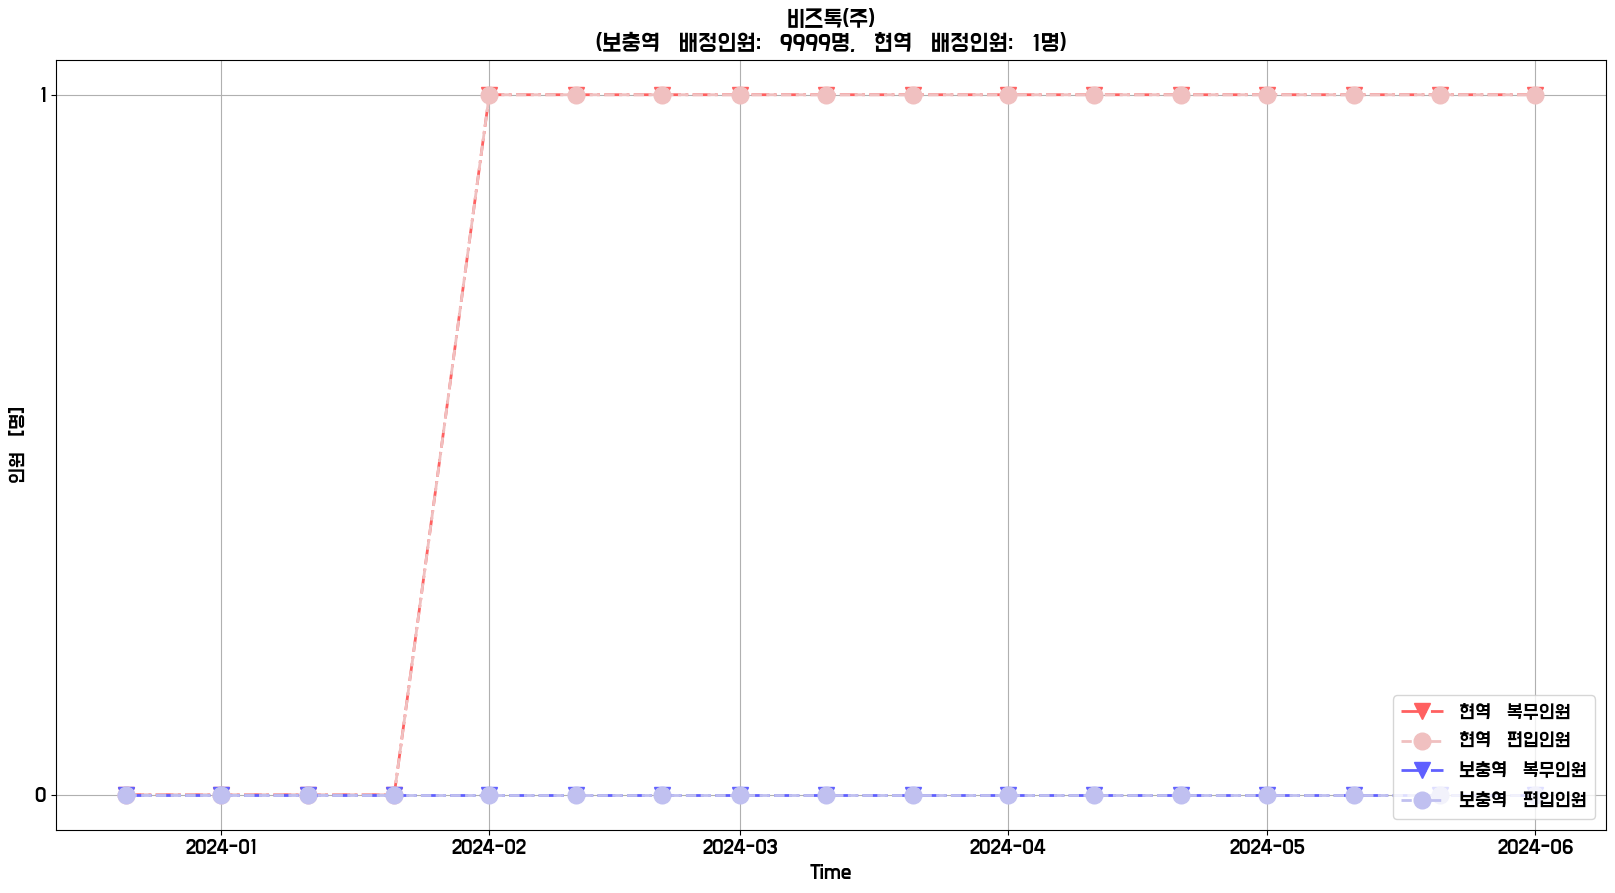 비즈톡(주)
(보충역 배정인원: 9999명, 현역 배정인원: 1명)
1
0
인원 [명]
현역 복무인원
현역 편입인원
보충역 복무인원
보충역 편입인원
2024-01
2024-02
2024-03
2024-04
2024-05
2024-06
Time